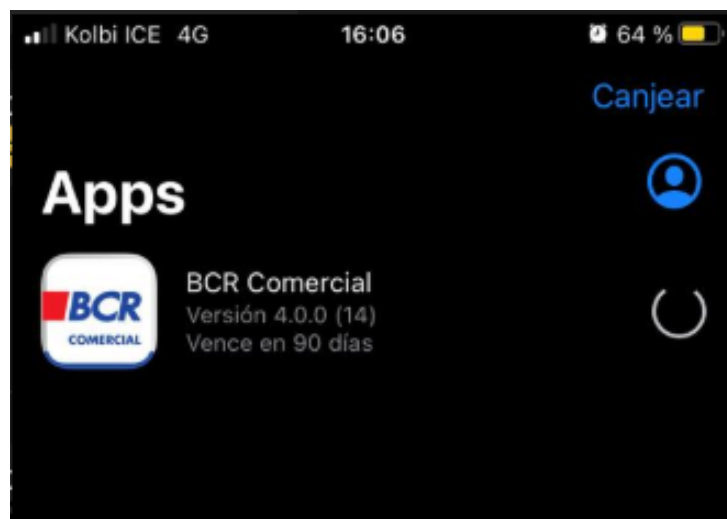 Kolbi ICE 4G 16:06 64 %
Canjear
Apps
BCR
COMERCIAL
BCR Comercial
Versión 4.0.0 (14)
Vence en 90 días